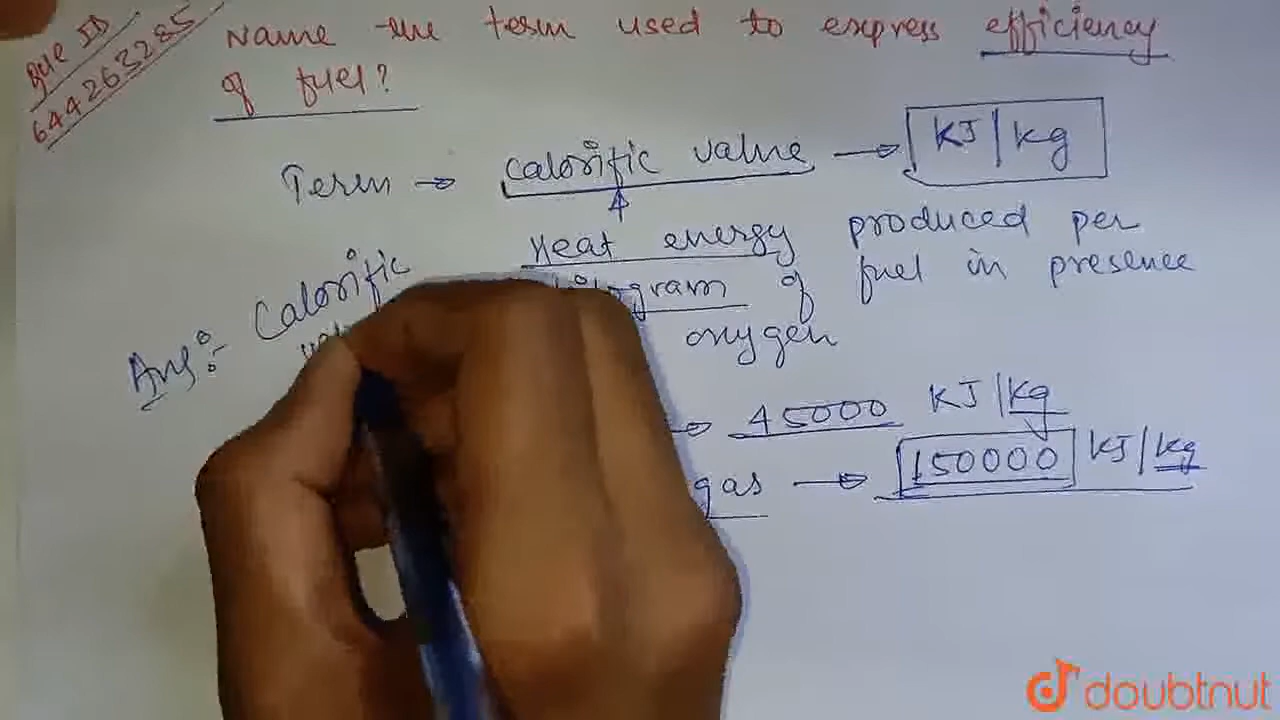 Que ID
644263285
Name the term used to express efficiency
of fuel?
Term → calorific value → KJ/kg
Heat energy produced per
of fuel in presence
oxygen
Ans:- Calorific
→ 45000 KJ/kg
gas → 150000 KJ/kg
doubtnut